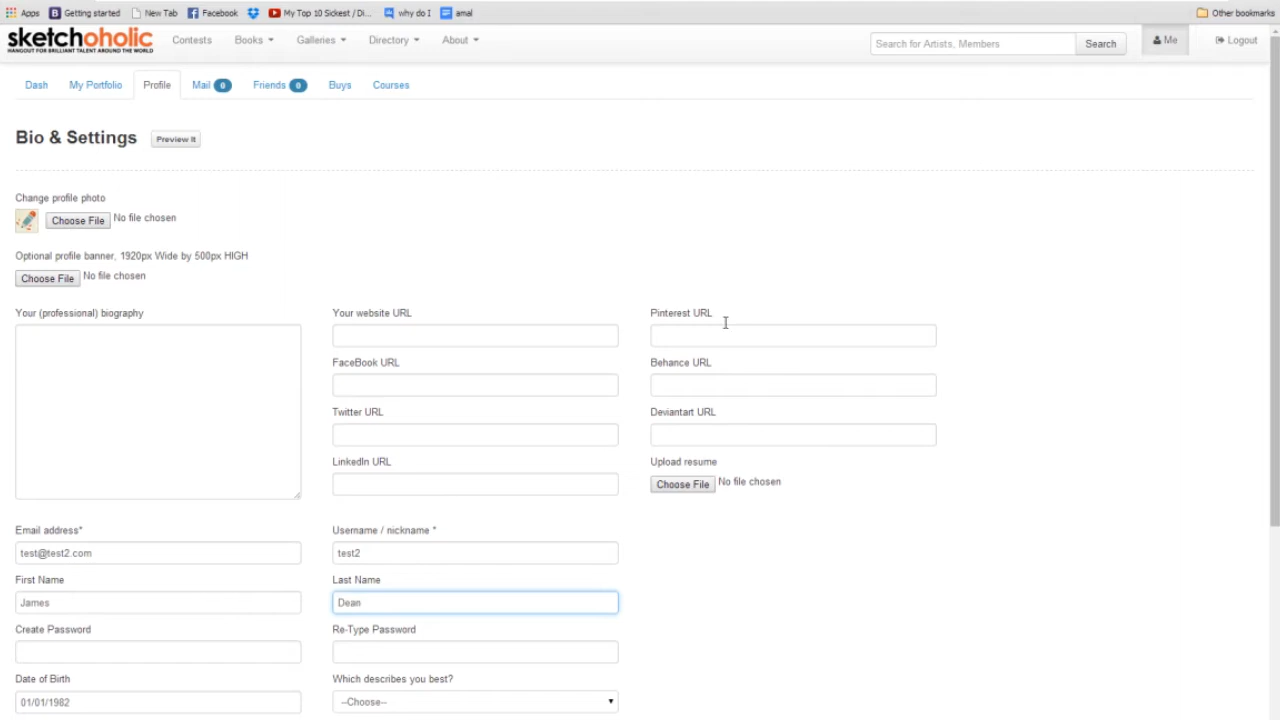 Apps Getting started New Tab Facebook My Top 10 Sickest / Di... why do I amal Other bookmarks
sketchoholic Contests Books Galleries Directory About Search for Artists, Members Search Me Logout
HANGOUT FOR BRILLIANT TALENT AROUND THE WORLD
Dash My Portfolio Profile Mail 0 Friends 0 Buys Courses
Bio & Settings Preview It
Change profile photo
Choose File No file chosen
Optional profile banner, 1920px Wide by 500px HIGH
Choose File No file chosen
Your (professional) biography Your website URL Pinterest URL
FaceBook URL Behance URL
Twitter URL Deviantart URL
LinkedIn URL Upload resume
Choose File No file chosen
Email address* Username / nickname *
test@test2.com test2
First Name Last Name
James Dean
Create Password Re-Type Password
Date of Birth Which describes you best?
01/01/1982 --Choose--